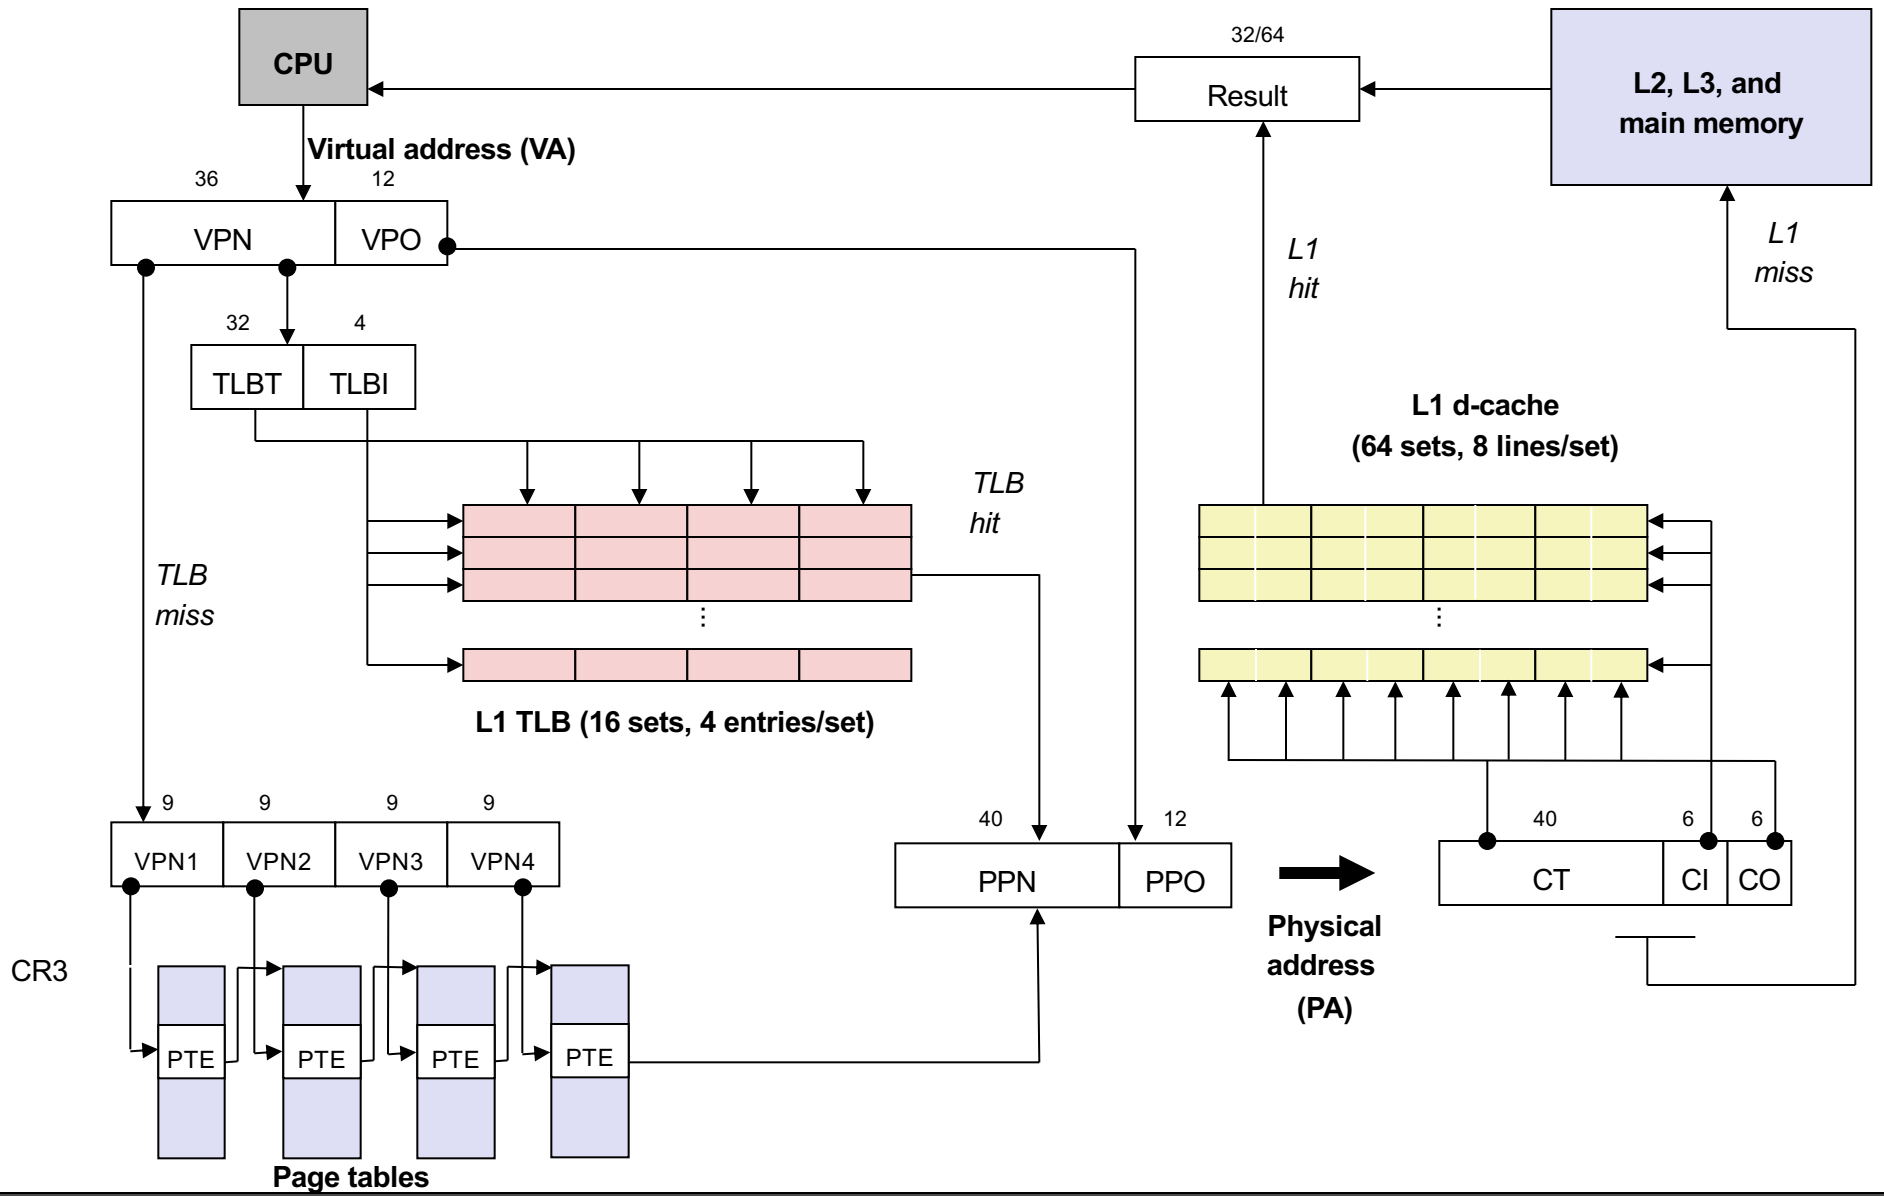 32/64
CPU
Result
L2, L3, and
main memory
Virtual address (VA)
36
12
VPN
VPO
L1
hit
L1
miss
32
4
TLBT
TLBI
L1 d-cache
(64 sets, 8 lines/set)
TLB
hit
TLB
miss
...
...
L1 TLB (16 sets, 4 entries/set)
9
9
9
9
VPN1
VPN2
VPN3
VPN4
40
12
PPN
PPO
40
6
6
CT
CI
CO
Physical
address
(PA)
CR3
PTE
PTE
PTE
PTE
Page tables